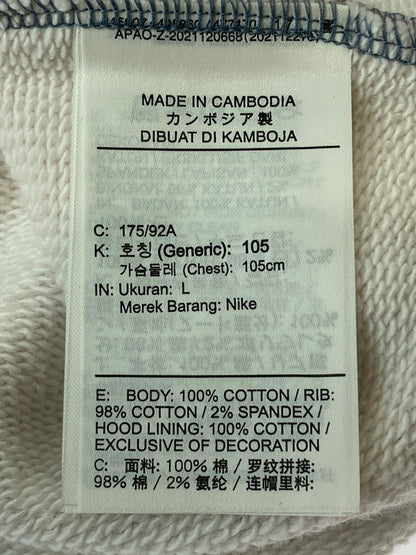 APAO-Z-2021120668(20211227
MADE IN CAMBODIA
カンボジア製
DIBUAT DI KAMBOJA
C: 175/92A
K: 호칭 (Generic): 105
가슴둘레 (Chest): 105cm
IN: Ukuran: L
Merek Barang: Nike
E: BODY: 100% COTTON / RIB:
98% COTTON / 2% SPANDEX /
HOOD LINING: 100% COTTON /
EXCLUSIVE OF DECORATION
C: 面料: 100% 棉 / 罗纹拼接:
98% 棉 / 2% 氨纶 / 连帽里料: